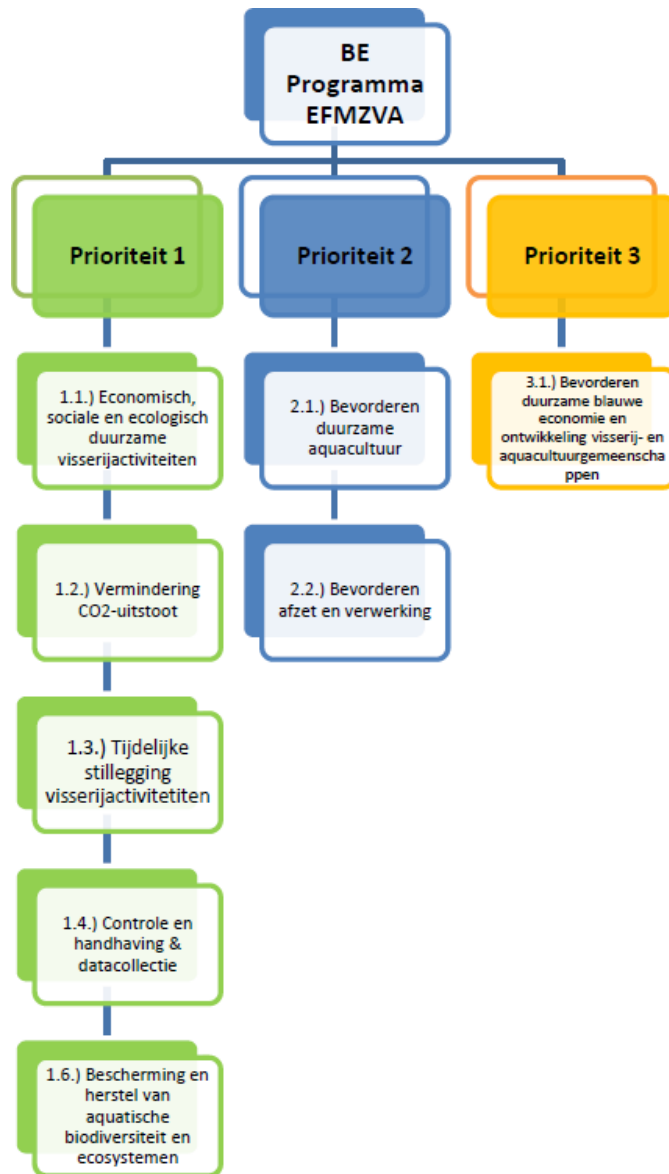 BE
Programma
EFMZVA
Prioriteit 1
Prioriteit 2
Prioriteit 3
1.1.) Economisch,
sociale en ecologisch
duurzame
visserijactiviteiten
1.2.) Vermindering
CO2-uitstoot
1.3.) Tijdelijke
stillegging
visserijactivitetiten
1.4.) Controle en
handhaving &
datacollectie
1.6.) Bescherming en
herstel van
aquatische
biodiversiteit en
ecosystemen
2.1.) Bevorderen
duurzame
aquacultuur
2.2.) Bevorderen
afzet en verwerking
3.1.) Bevorderen
duurzame blauwe
economie en
ontwikkeling visserij- en
aquacultuurgemeenscha
ppen